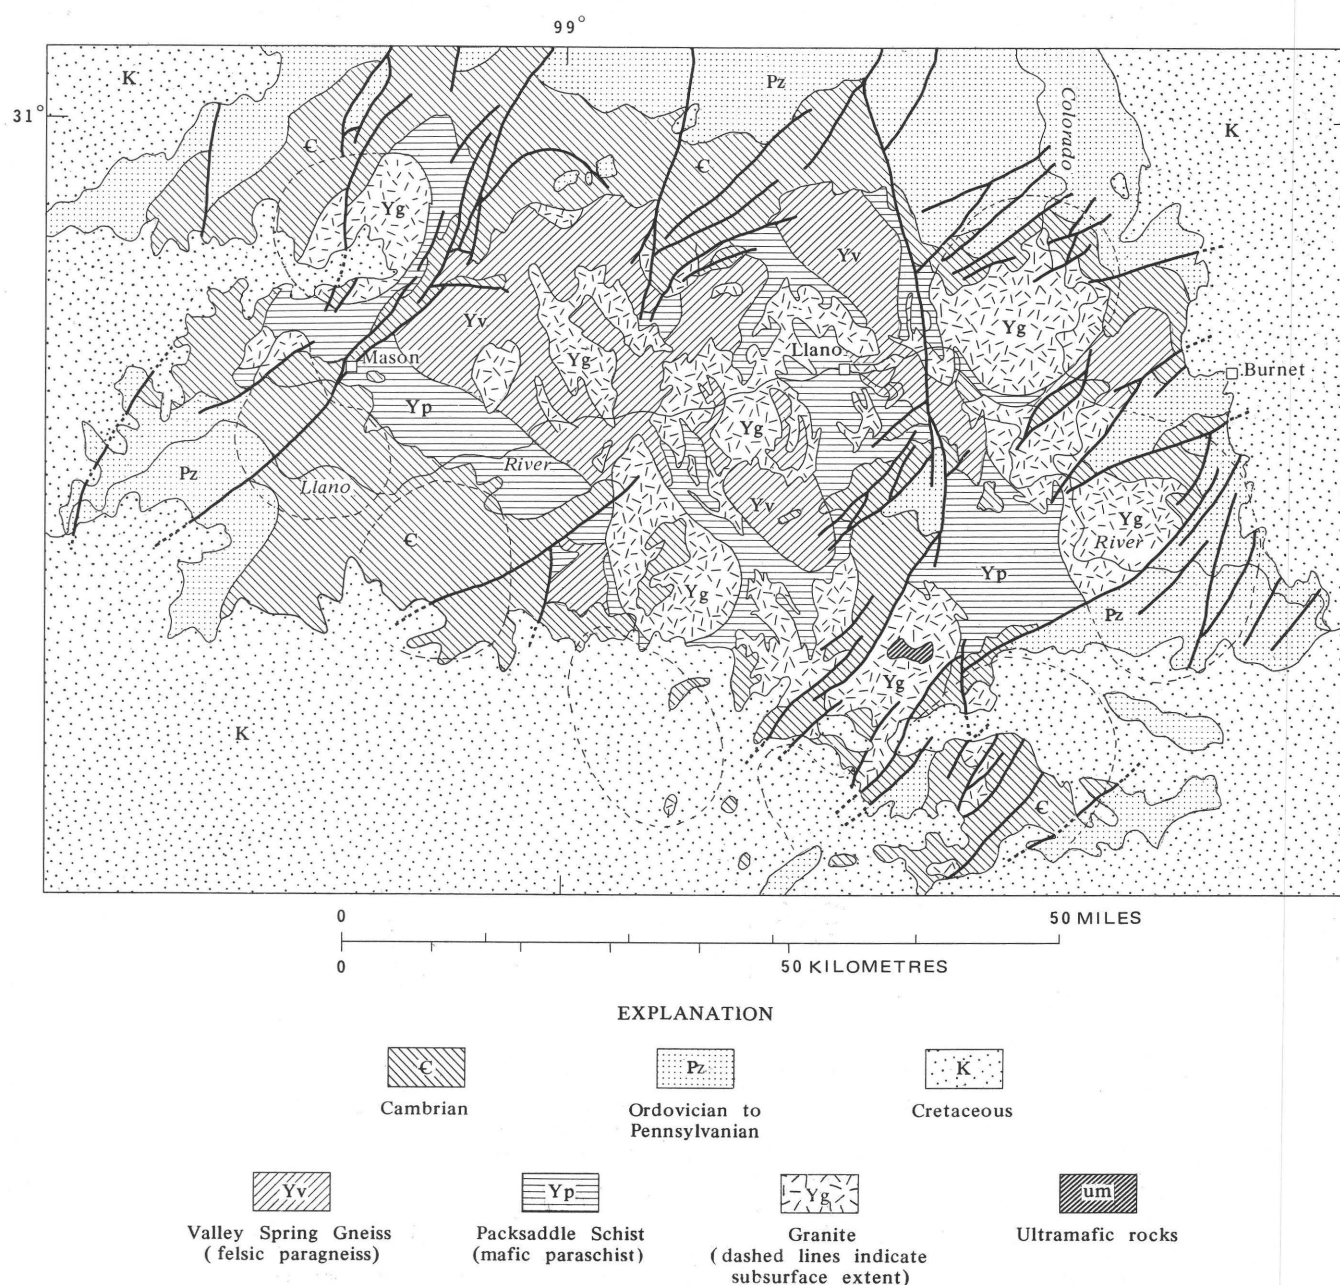 99°
31°
K
Pz
Colorado
K
Є
Є
Yg
Yv
Yv
Yg
Mason
Yg
Llano
Burnet
Yp
Yg
Pz
Llano
River
Yv
Yg
River
Є
Yp
Yg
Pz
Yg
K
Є
0 50 MILES
0 50 KILOMETRES
EXPLANATION
Є Pz K
Cambrian Ordovician to Cretaceous
Pennsylvanian
Yv Yp Yg um
Valley Spring Gneiss Packsaddle Schist Granite Ultramafic rocks
(felsic paragneiss) (mafic paraschist) (dashed lines indicate
subsurface extent)